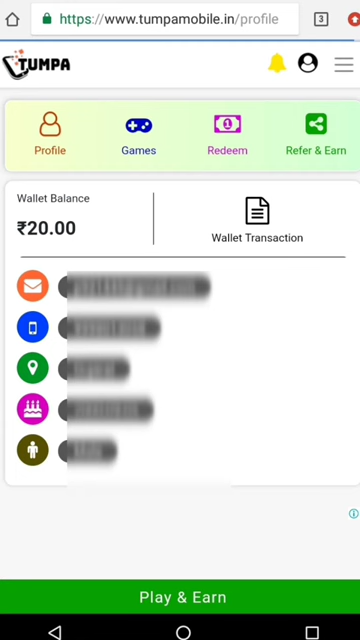 https://www.tumpamobile.in/profile
3
TUMPA
Profile
Games
1
Redeem
Refer & Earn
Wallet Balance
₹20.00
Wallet Transaction
Play & Earn